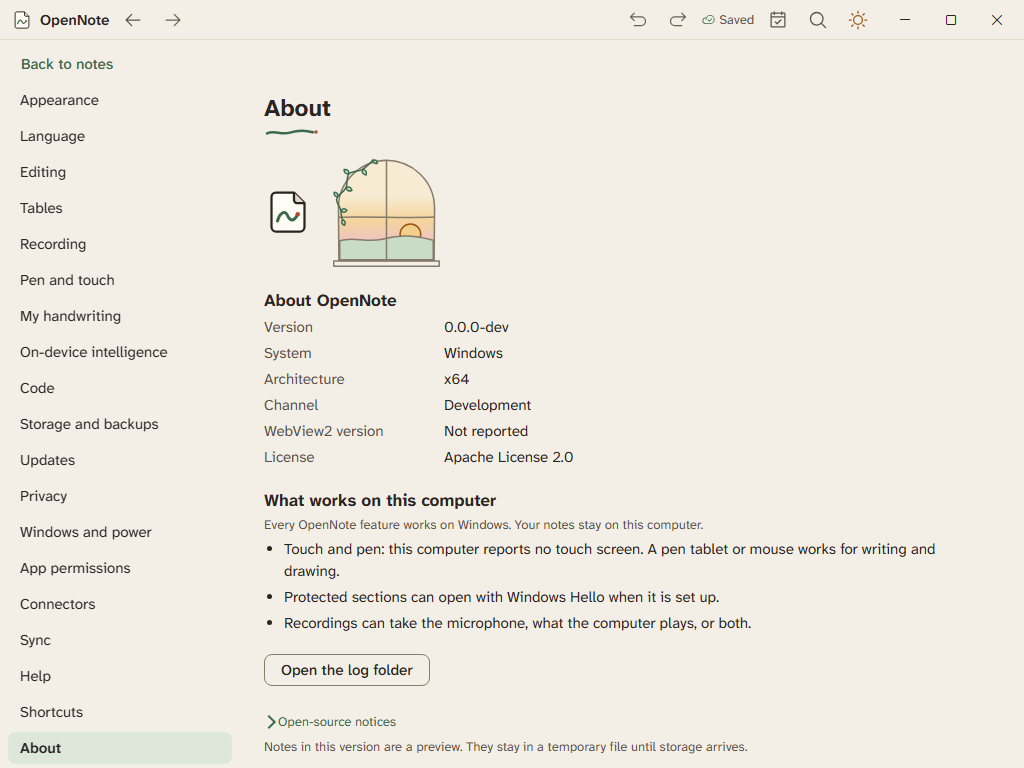 OpenNote
Saved
Back to notes
Appearance
Language
Editing
Tables
Recording
Pen and touch
My handwriting
On-device intelligence
Code
Storage and backups
Updates
Privacy
Windows and power
App permissions
Connectors
Sync
Help
Shortcuts
About
About
About OpenNote
Version 0.0.0-dev
System Windows
Architecture x64
Channel Development
WebView2 version Not reported
License Apache License 2.0
What works on this computer
Every OpenNote feature works on Windows. Your notes stay on this computer.
• Touch and pen: this computer reports no touch screen. A pen tablet or mouse works for writing and
drawing.
• Protected sections can open with Windows Hello when it is set up.
• Recordings can take the microphone, what the computer plays, or both.
Open the log folder
Open-source notices
Notes in this version are a preview. They stay in a temporary file until storage arrives.